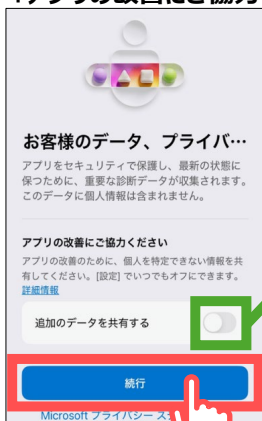 アプリの改善にご協力
お客様のデータ、プライバ…
アプリをセキュリティで保護し、最新の状態に
保つために、重要な診断データが収集されます。
このデータに個人情報は含まれません。
アプリの改善にご協力ください
アプリの改善のために、個人を特定できない情報を共
有してください。[設定] でいつでもオフにできます。
詳細情報
追加のデータを共有する
続行
Microsoft プライバシー